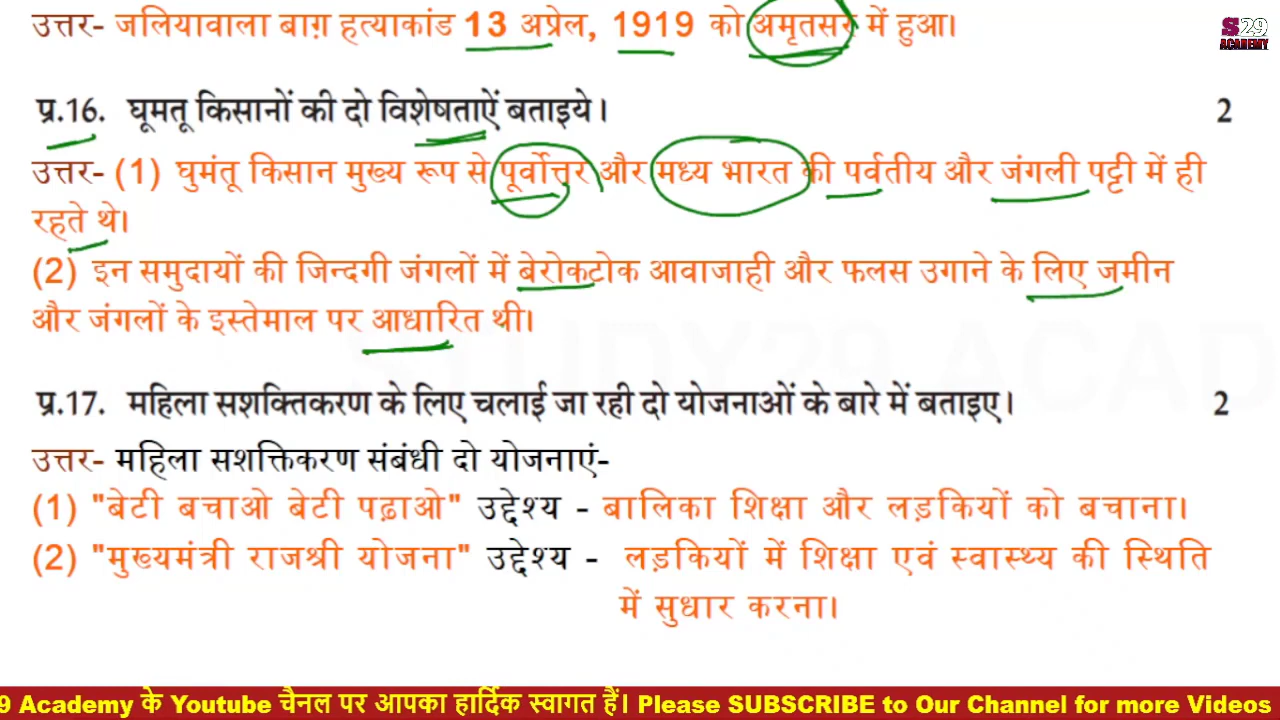 उत्तर- जलियावाला बाग़ हत्याकांड 13 अप्रेल, 1919 को अमृतसर में हुआ।
S29
ACADEMY
प्र.16. घूमतू किसानों की दो विशेषताऐं बताइये। 2
उत्तर- (1) घुमंतू किसान मुख्य रूप से पूर्वोत्तर और मध्य भारत की पर्वतीय और जंगली पट्टी में ही
रहते थे।
(2) इन समुदायों की जिन्दगी जंगलों में बेरोकटोक आवाजाही और फलस उगाने के लिए जमीन
और जंगलों के इस्तेमाल पर आधारित थी।
STUDY29 ACAD
प्र.17. महिला सशक्तिकरण के लिए चलाई जा रही दो योजनाओं के बारे में बताइए। 2
उत्तर- महिला सशक्तिकरण संबंधी दो योजनाएं-
(1) "बेटी बचाओ बेटी पढ़ाओ" उद्देश्य - बालिका शिक्षा और लड़कियों को बचाना।
(2) "मुख्यमंत्री राजश्री योजना" उद्देश्य - लड़कियों में शिक्षा एवं स्वास्थ्य की स्थिति
में सुधार करना।
9 Academy के Youtube चैनल पर आपका हार्दिक स्वागत हैं। Please SUBSCRIBE to Our Channel for more Videos